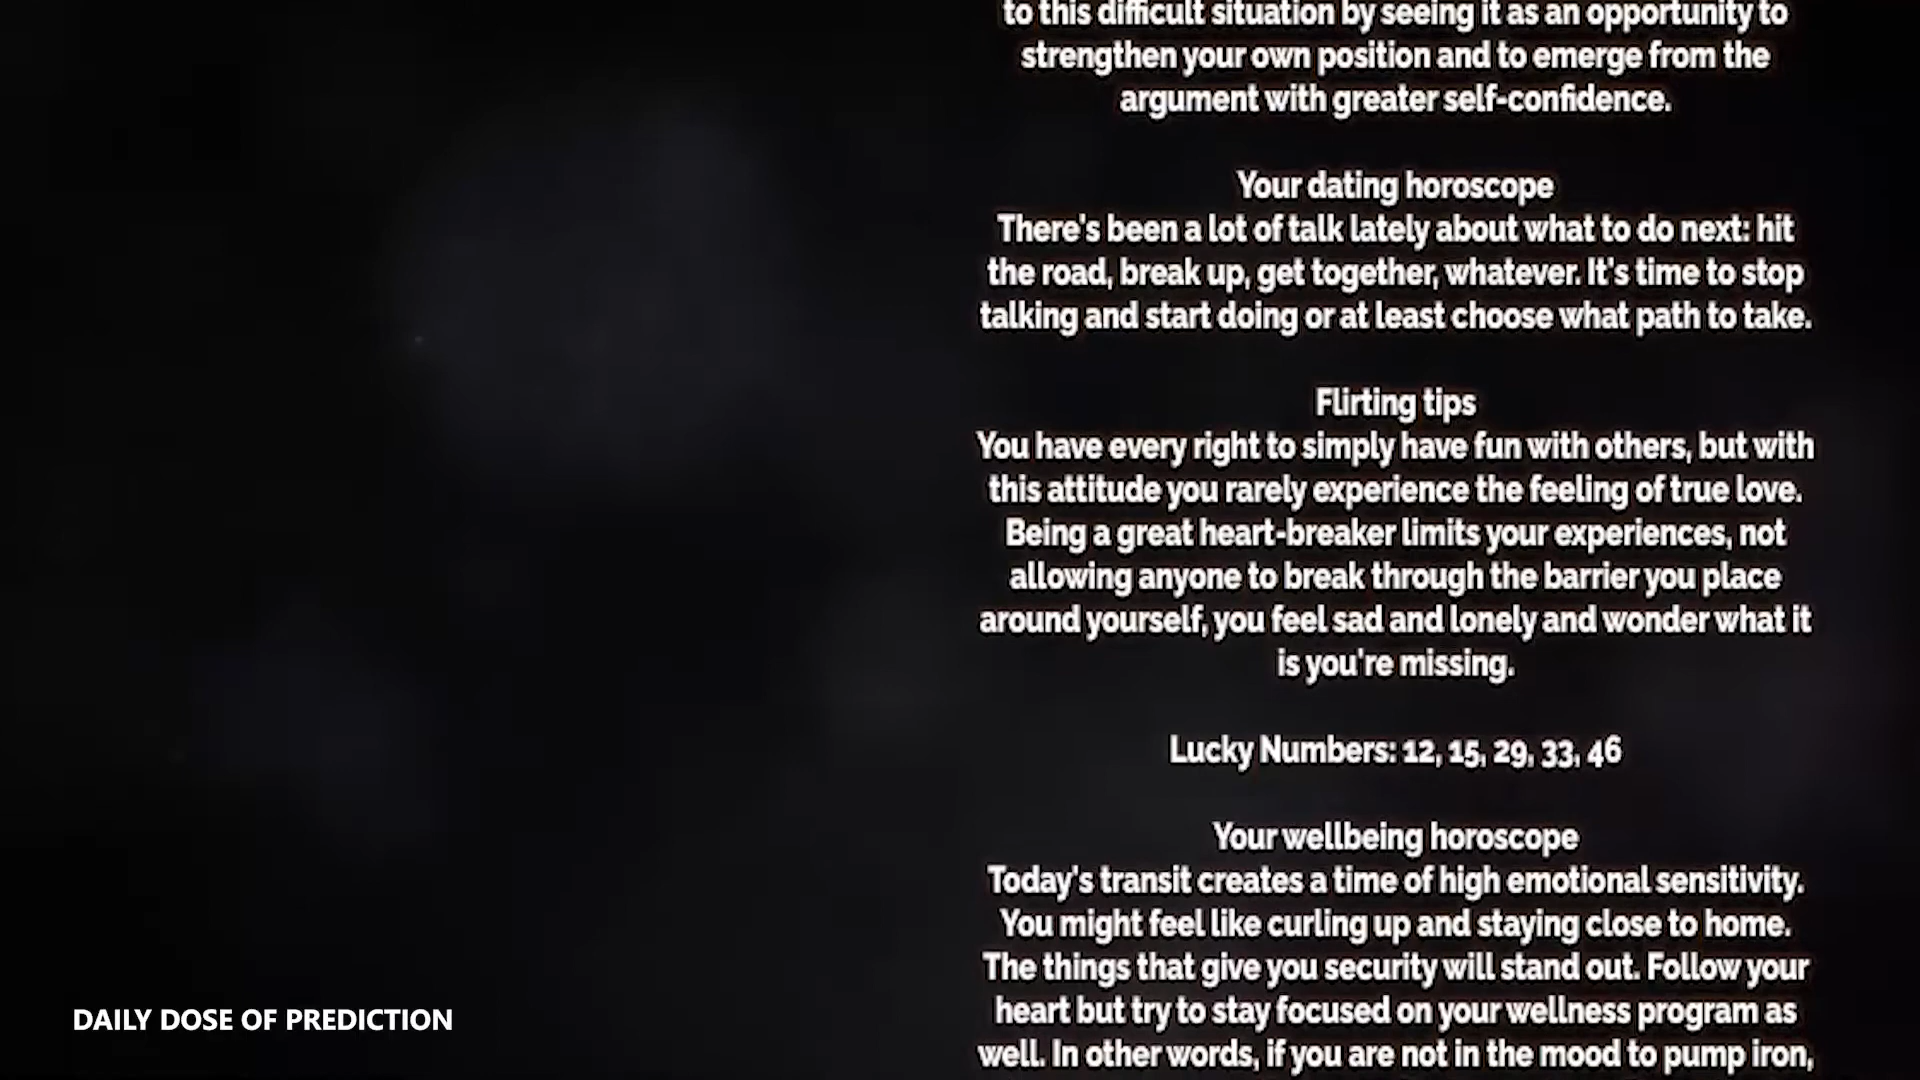 to this difficult situation by seeing it as an opportunity to
strengthen your own position and to emerge from the
argument with greater self-confidence.
Your dating horoscope
There's been a lot of talk lately about what to do next: hit
the road, break up, get together, whatever. It's time to stop
talking and start doing or at least choose what path to take.
Flirting tips
You have every right to simply have fun with others, but with
this attitude you rarely experience the feeling of true love.
Being a great heart-breaker limits your experiences, not
allowing anyone to break through the barrier you place
around yourself, you feel sad and lonely and wonder what it
is you're missing.
Lucky Numbers: 12, 15, 29, 33, 46
Your wellbeing horoscope
Today's transit creates a time of high emotional sensitivity.
You might feel like curling up and staying close to home.
The things that give you security will stand out. Follow your
heart but try to stay focused on your wellness program as
well. In other words, if you are not in the mood to pump iron,
DAILY DOSE OF PREDICTION